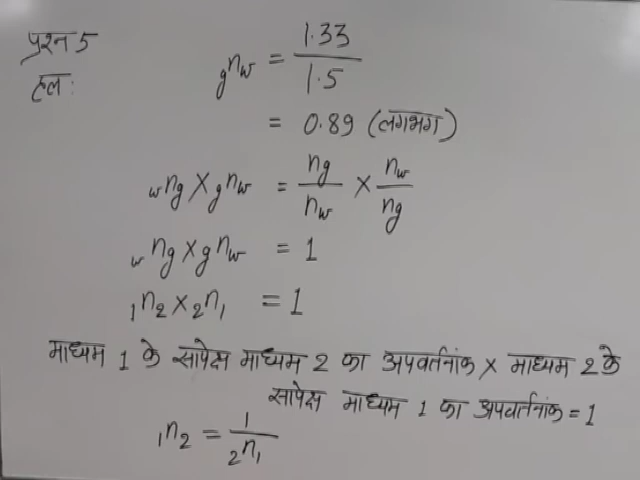 प्रश्न 5
हल:
gnw = 1.33 / 1.5
= 0.89 (लगभग)
wng × gnw = ng / nw × nw / ng
wng × gnw = 1
1n2 × 2n1 = 1
माध्यम 1 के सापेक्ष माध्यम 2 का अपवर्तनांक × माध्यम 2 के
सापेक्ष माध्यम 1 का अपवर्तनांक = 1
1n2 = 1 / 2n1